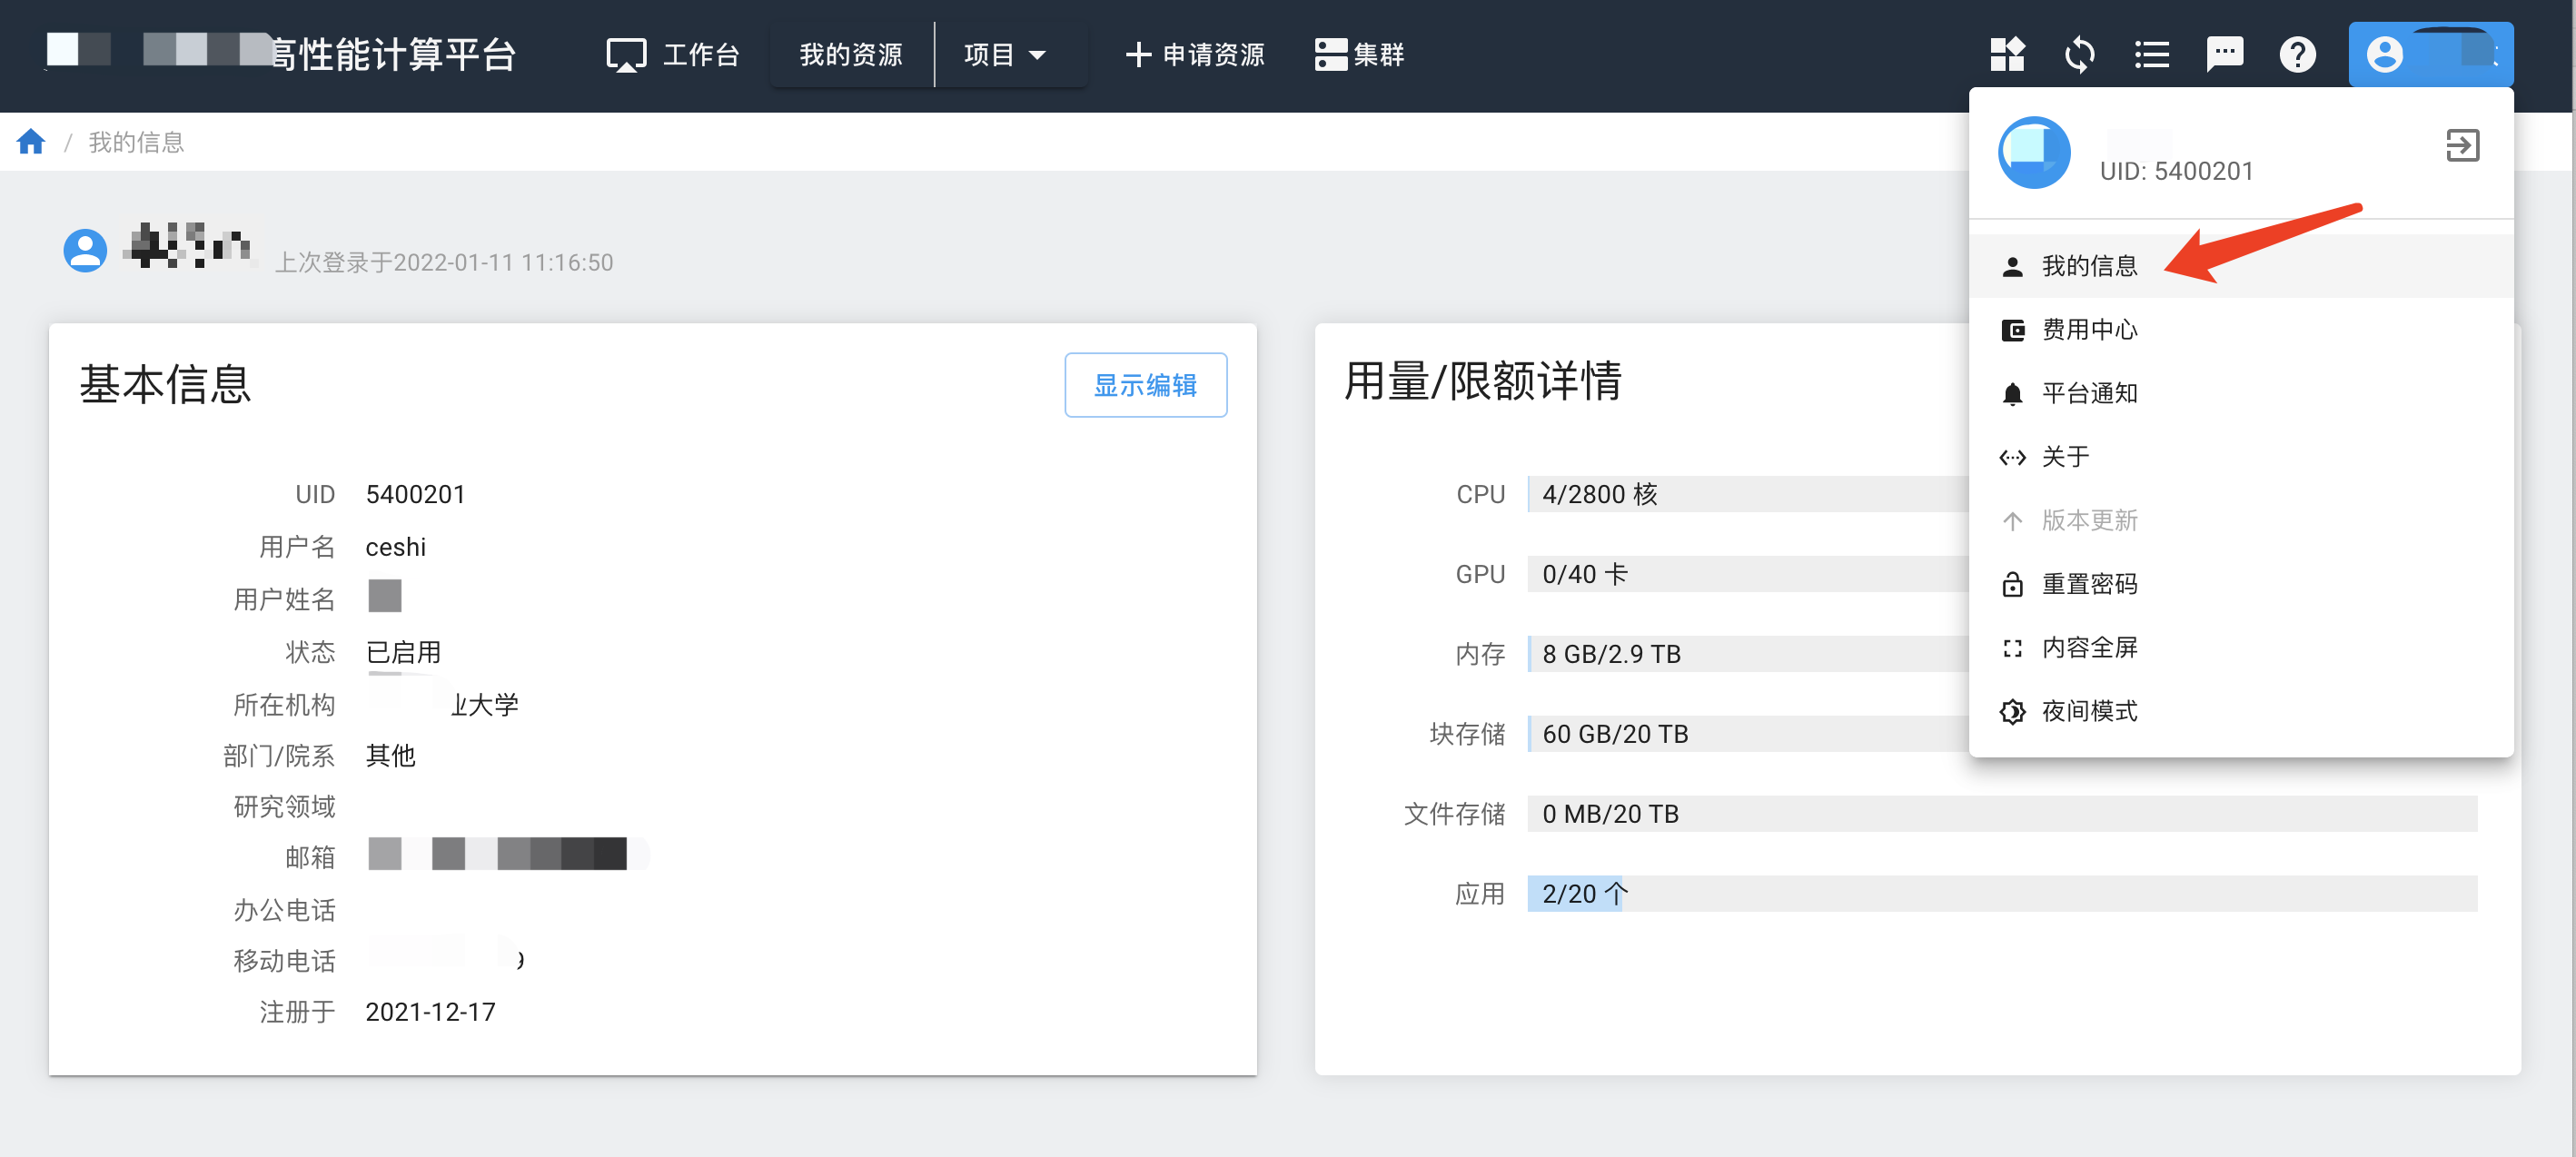 高性能计算平台 工作台 我的资源 项目 申请资源 集群
/ 我的信息
UID: 5400201
上次登录于2022-01-11 11:16:50
我的信息
费用中心
平台通知
关于
版本更新
重置密码
内容全屏
夜间模式
基本信息 显示编辑
UID 5400201
用户名 ceshi
用户姓名
状态 已启用
所在机构 业大学
部门/院系 其他
研究领域
邮箱
办公电话
移动电话 9
注册于 2021-12-17
用量/限额详情
CPU 4/2800 核
GPU 0/40 卡
内存 8 GB/2.9 TB
块存储 60 GB/20 TB
文件存储 0 MB/20 TB
应用 2/20 个